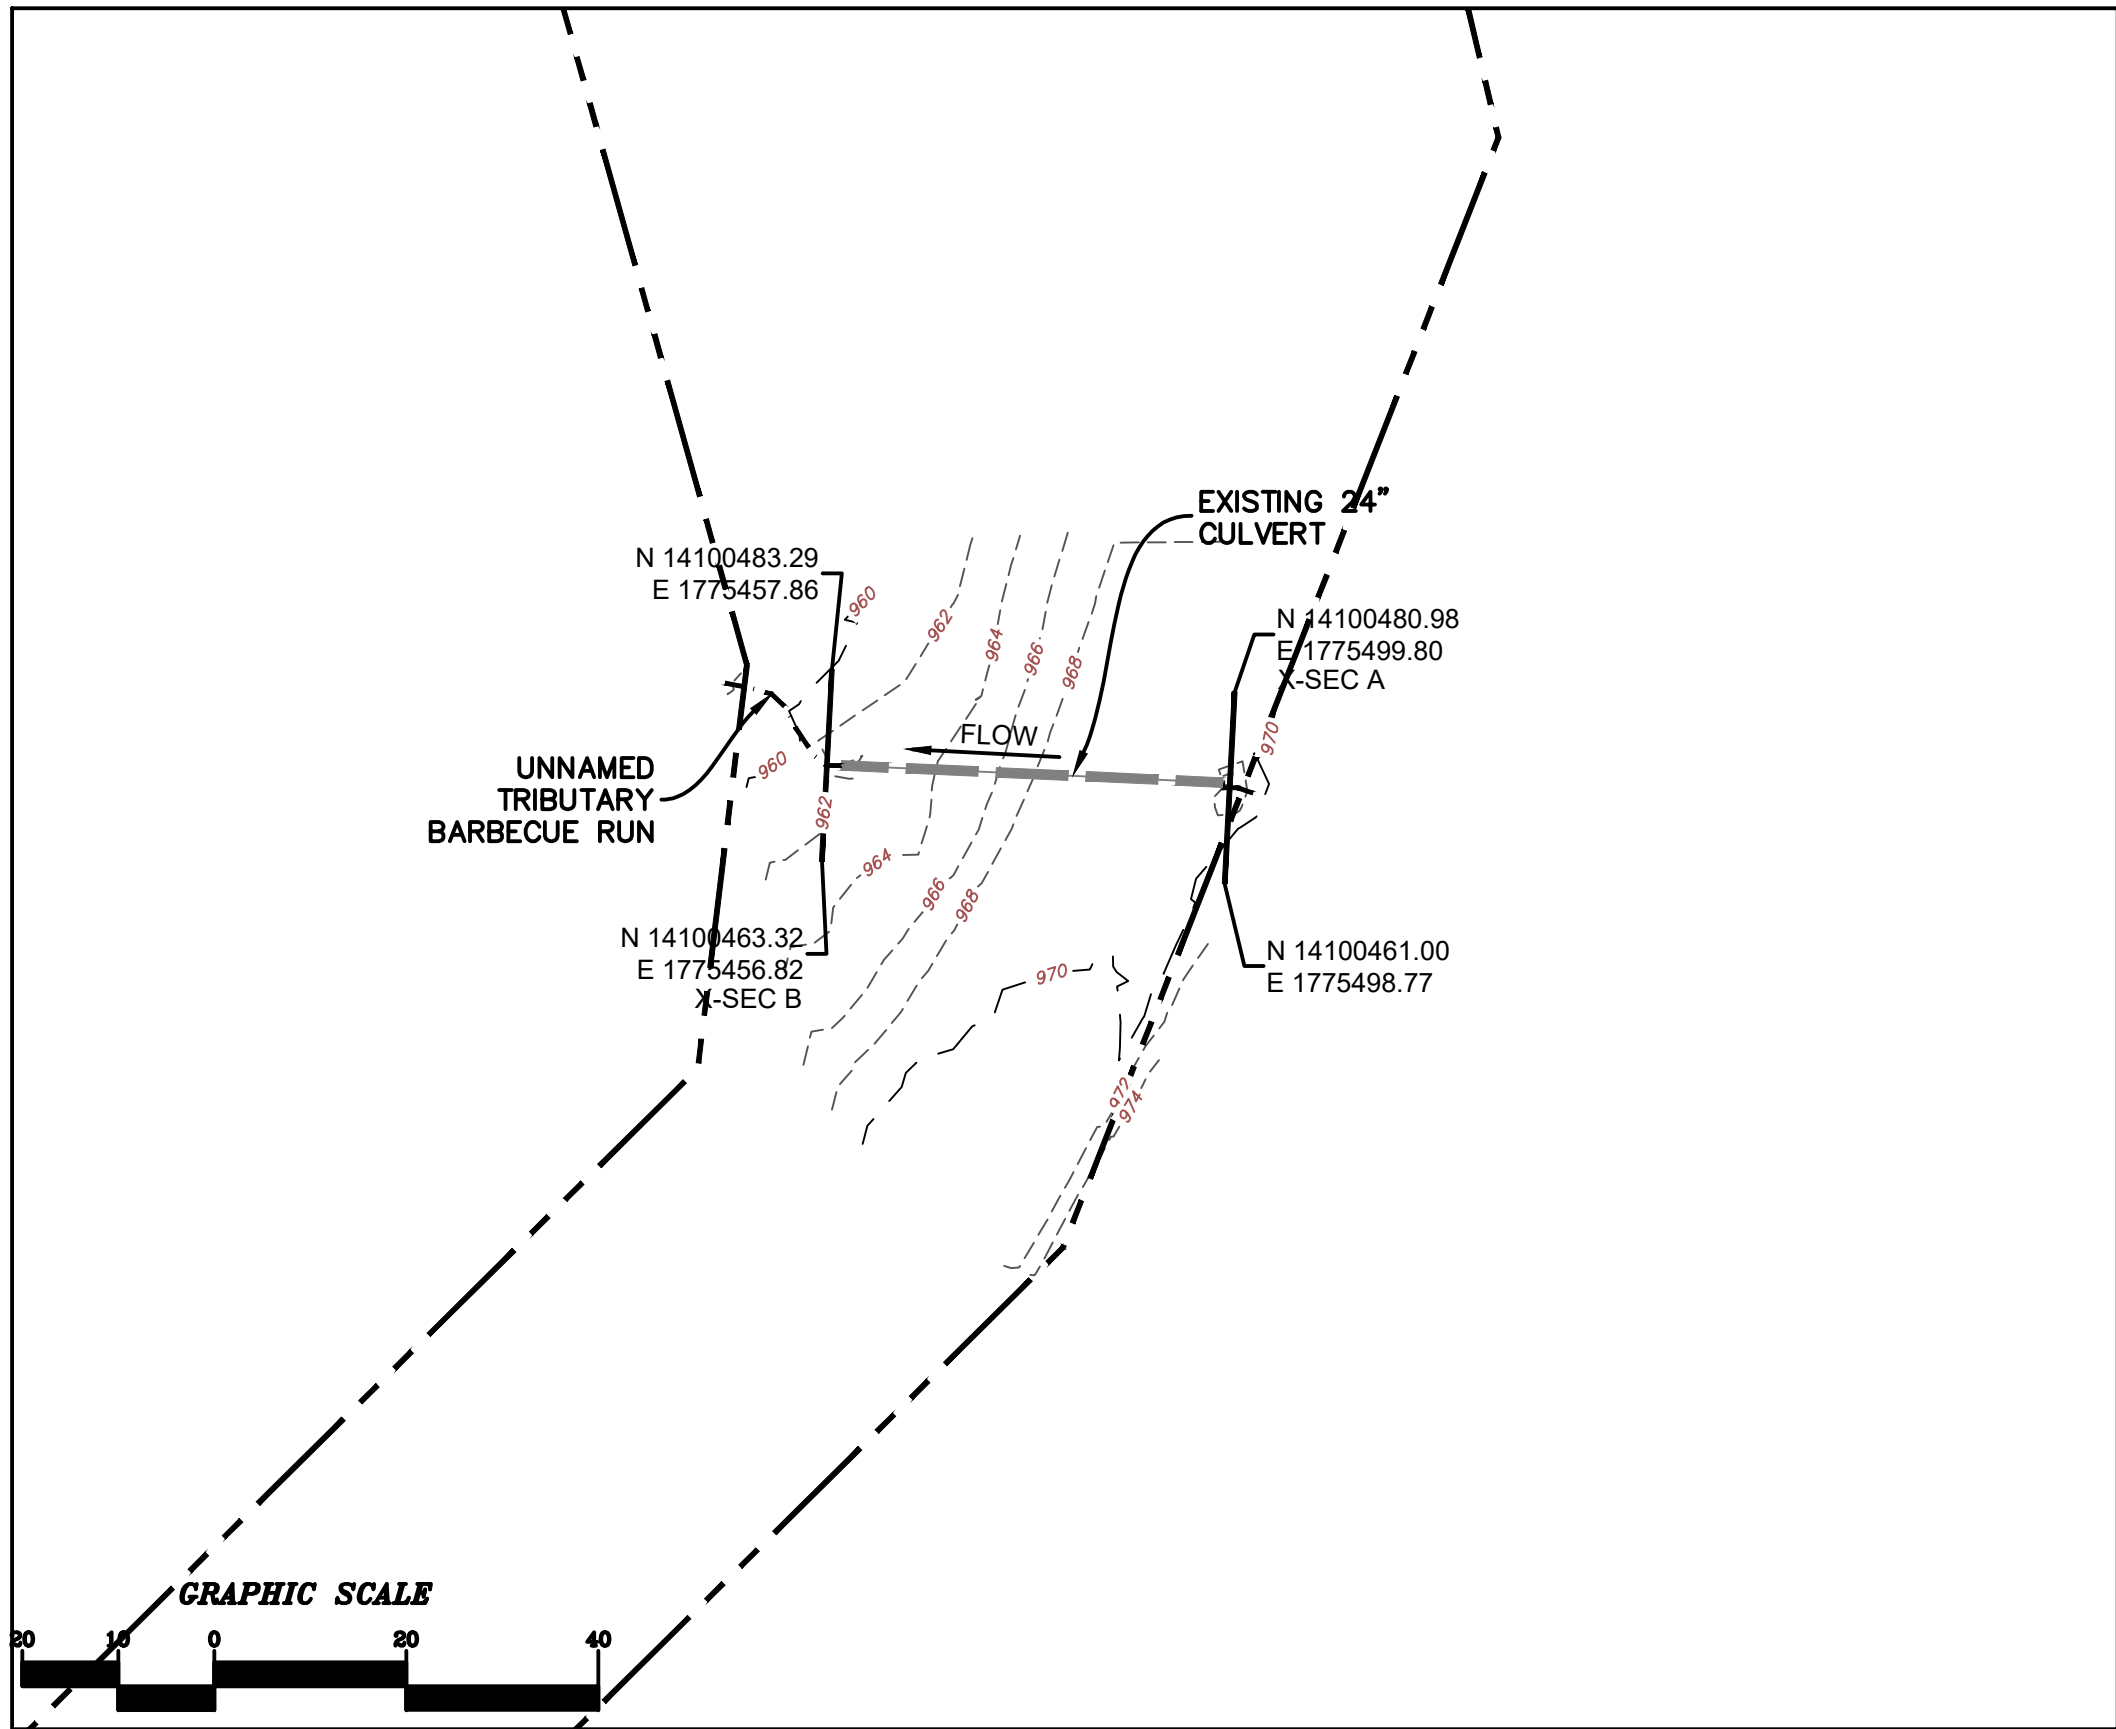 EXISTING 24"
CULVERT
N 14100483.29
E 1775457.86
960
962
964
966
968
N 14100480.98
E 1775499.80
X-SEC A
970
FLOW
UNNAMED
TRIBUTARY
BARBECUE RUN
960
962
964
966
968
N 14100463.32
E 1775456.82
X-SEC B
N 14100461.00
E 1775498.77
970
972
974
GRAPHIC SCALE
20 10 0 20 40